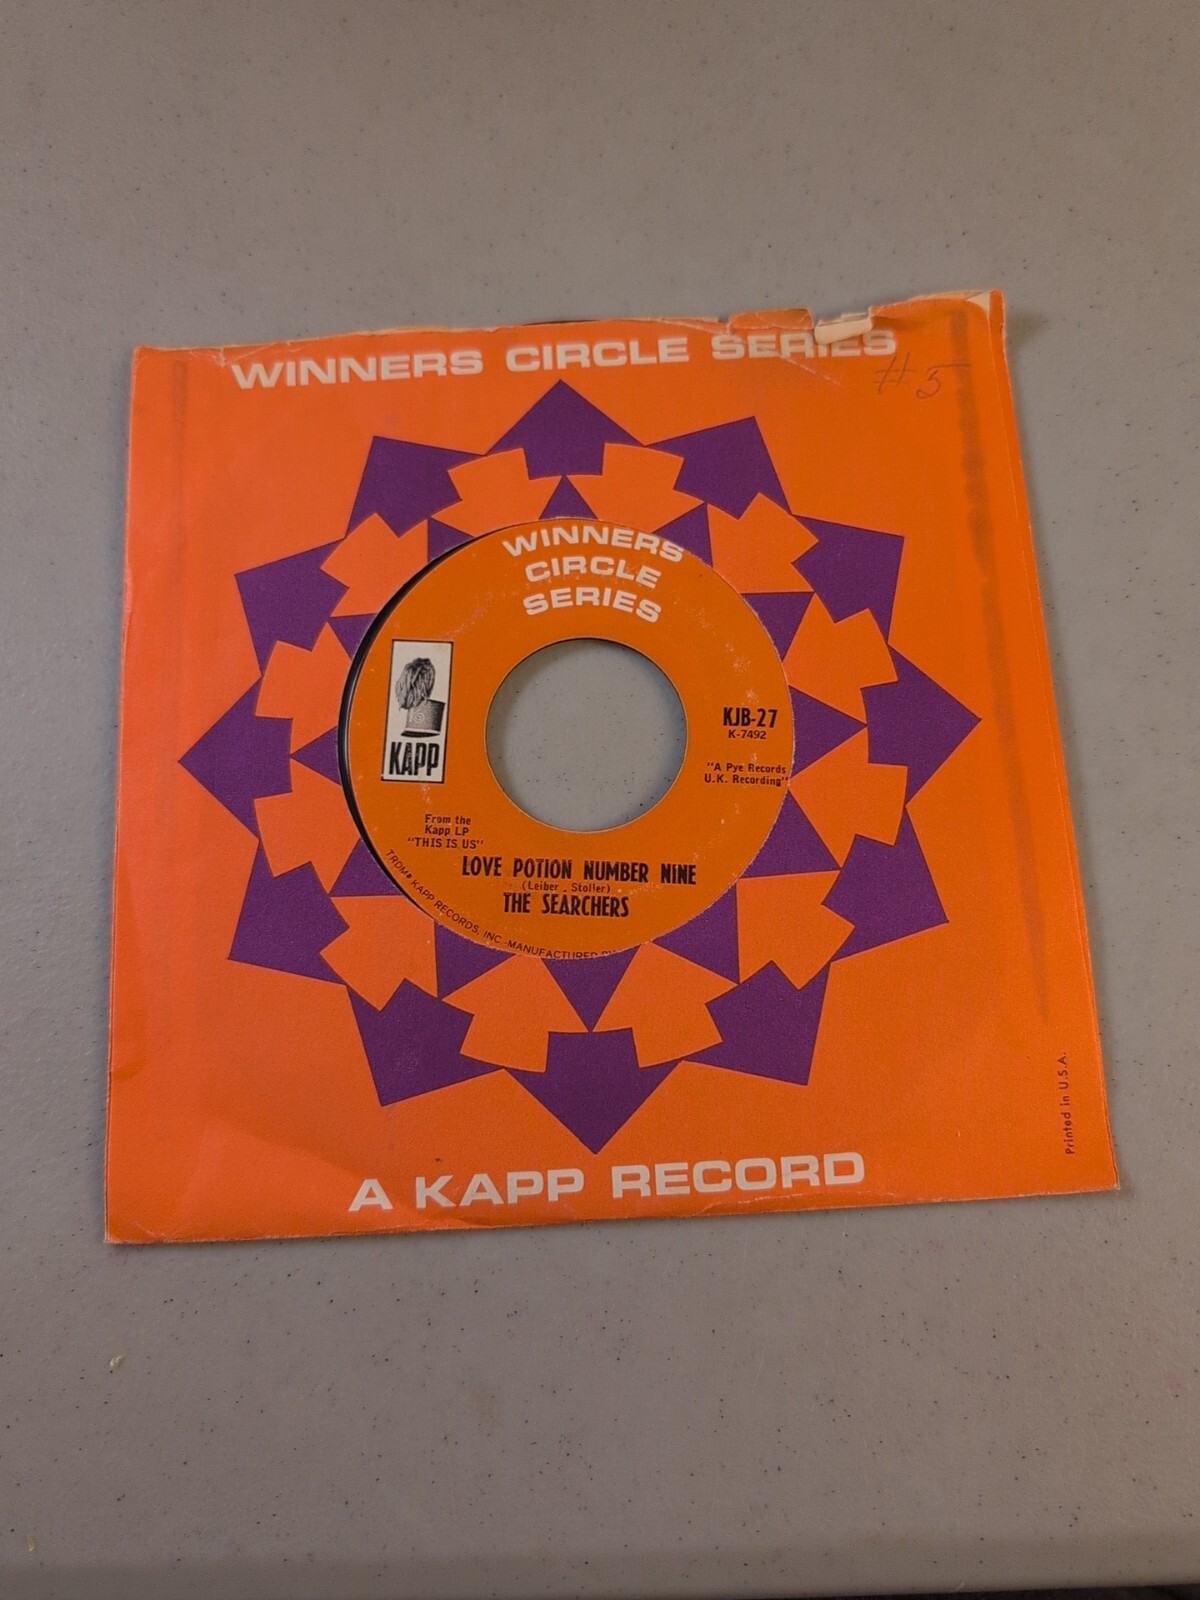 WINNERS CIRCLE SERIES
# 5
WINNERS
CIRCLE
SERIES
KAPP
KJB-27
K-7492
"A Pye Records
U.K. Recording"
From the
Kapp LP
"THIS IS US"
LOVE POTION NUMBER NINE
(Leiber - Stoller)
THE SEARCHERS
KAPP RECORDS, INC. MANUFACTURED
Printed in U.S.A.
A KAPP RECORD